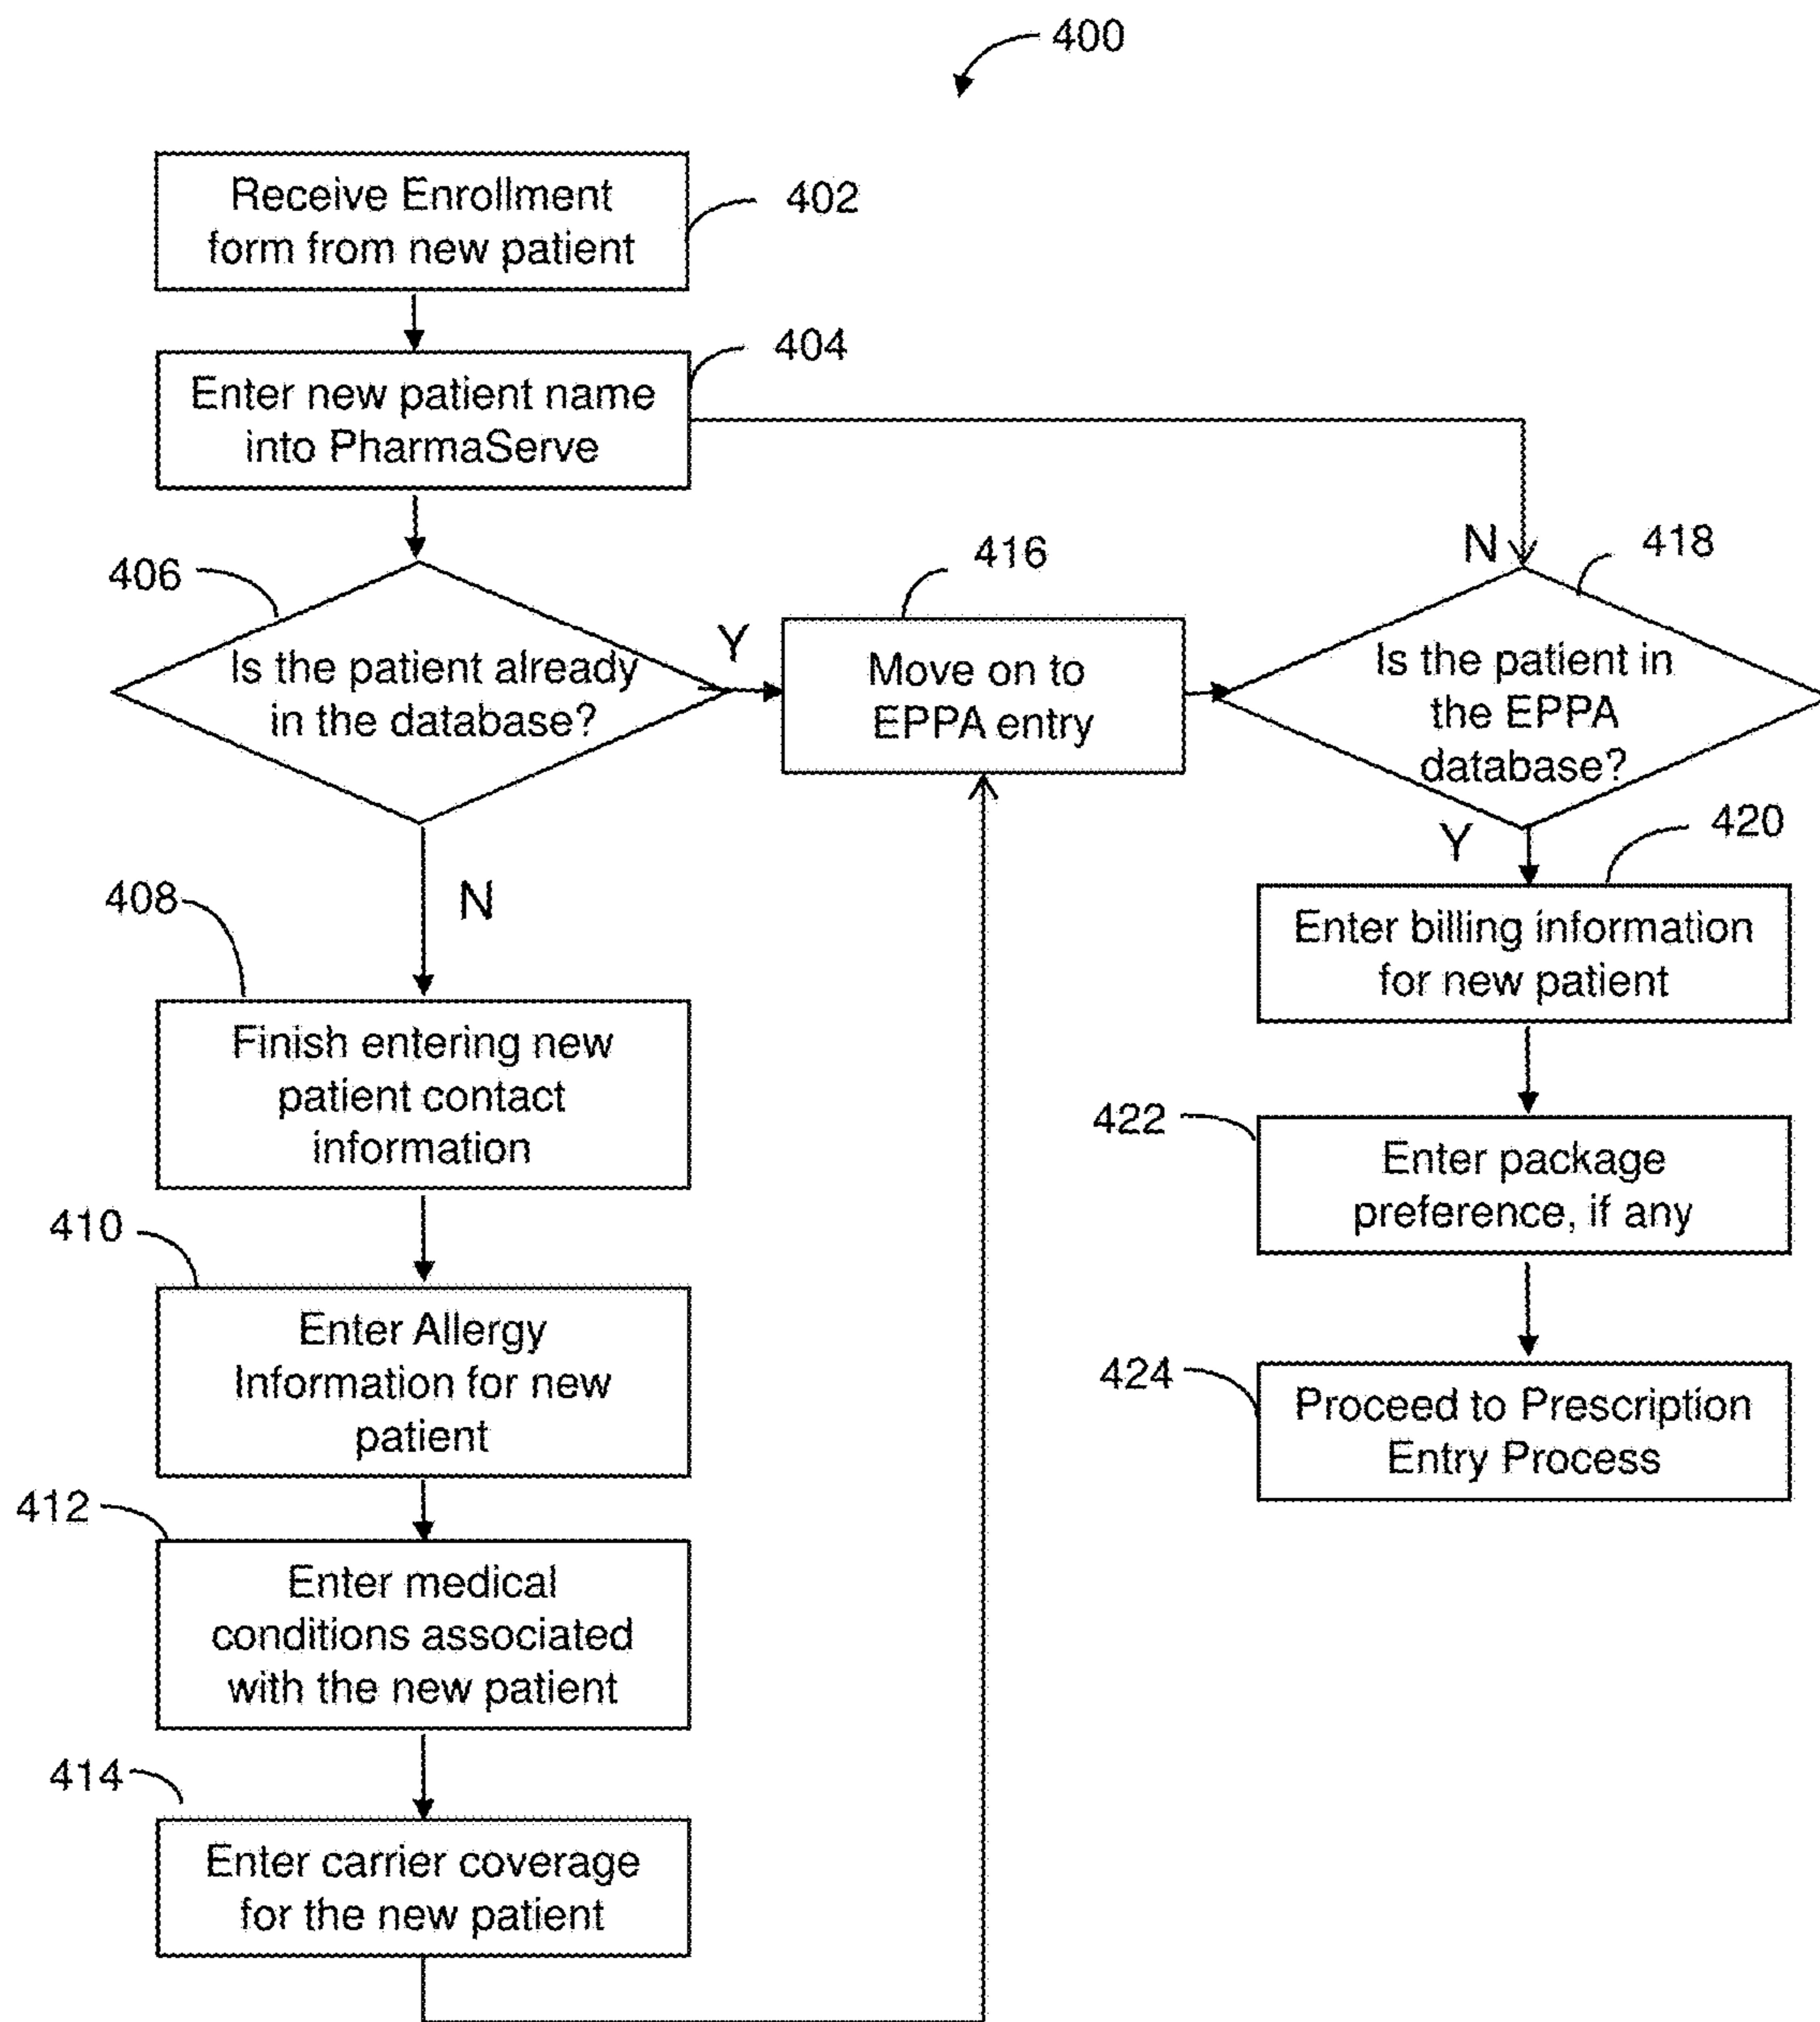 400
Receive Enrollment
form from new patient
402
Enter new patient name
into PharmaServe
404
406
Is the patient already
in the database?
Y
N
416
Move on to
EPPA entry
N
418
Is the patient in
the EPPA
database?
Y
408
Finish entering new
patient contact
information
410
Enter Allergy
Information for new
patient
412
Enter medical
conditions associated
with the new patient
414
Enter carrier coverage
for the new patient
420
Enter billing information
for new patient
422
Enter package
preference, if any
424
Proceed to Prescription
Entry Process